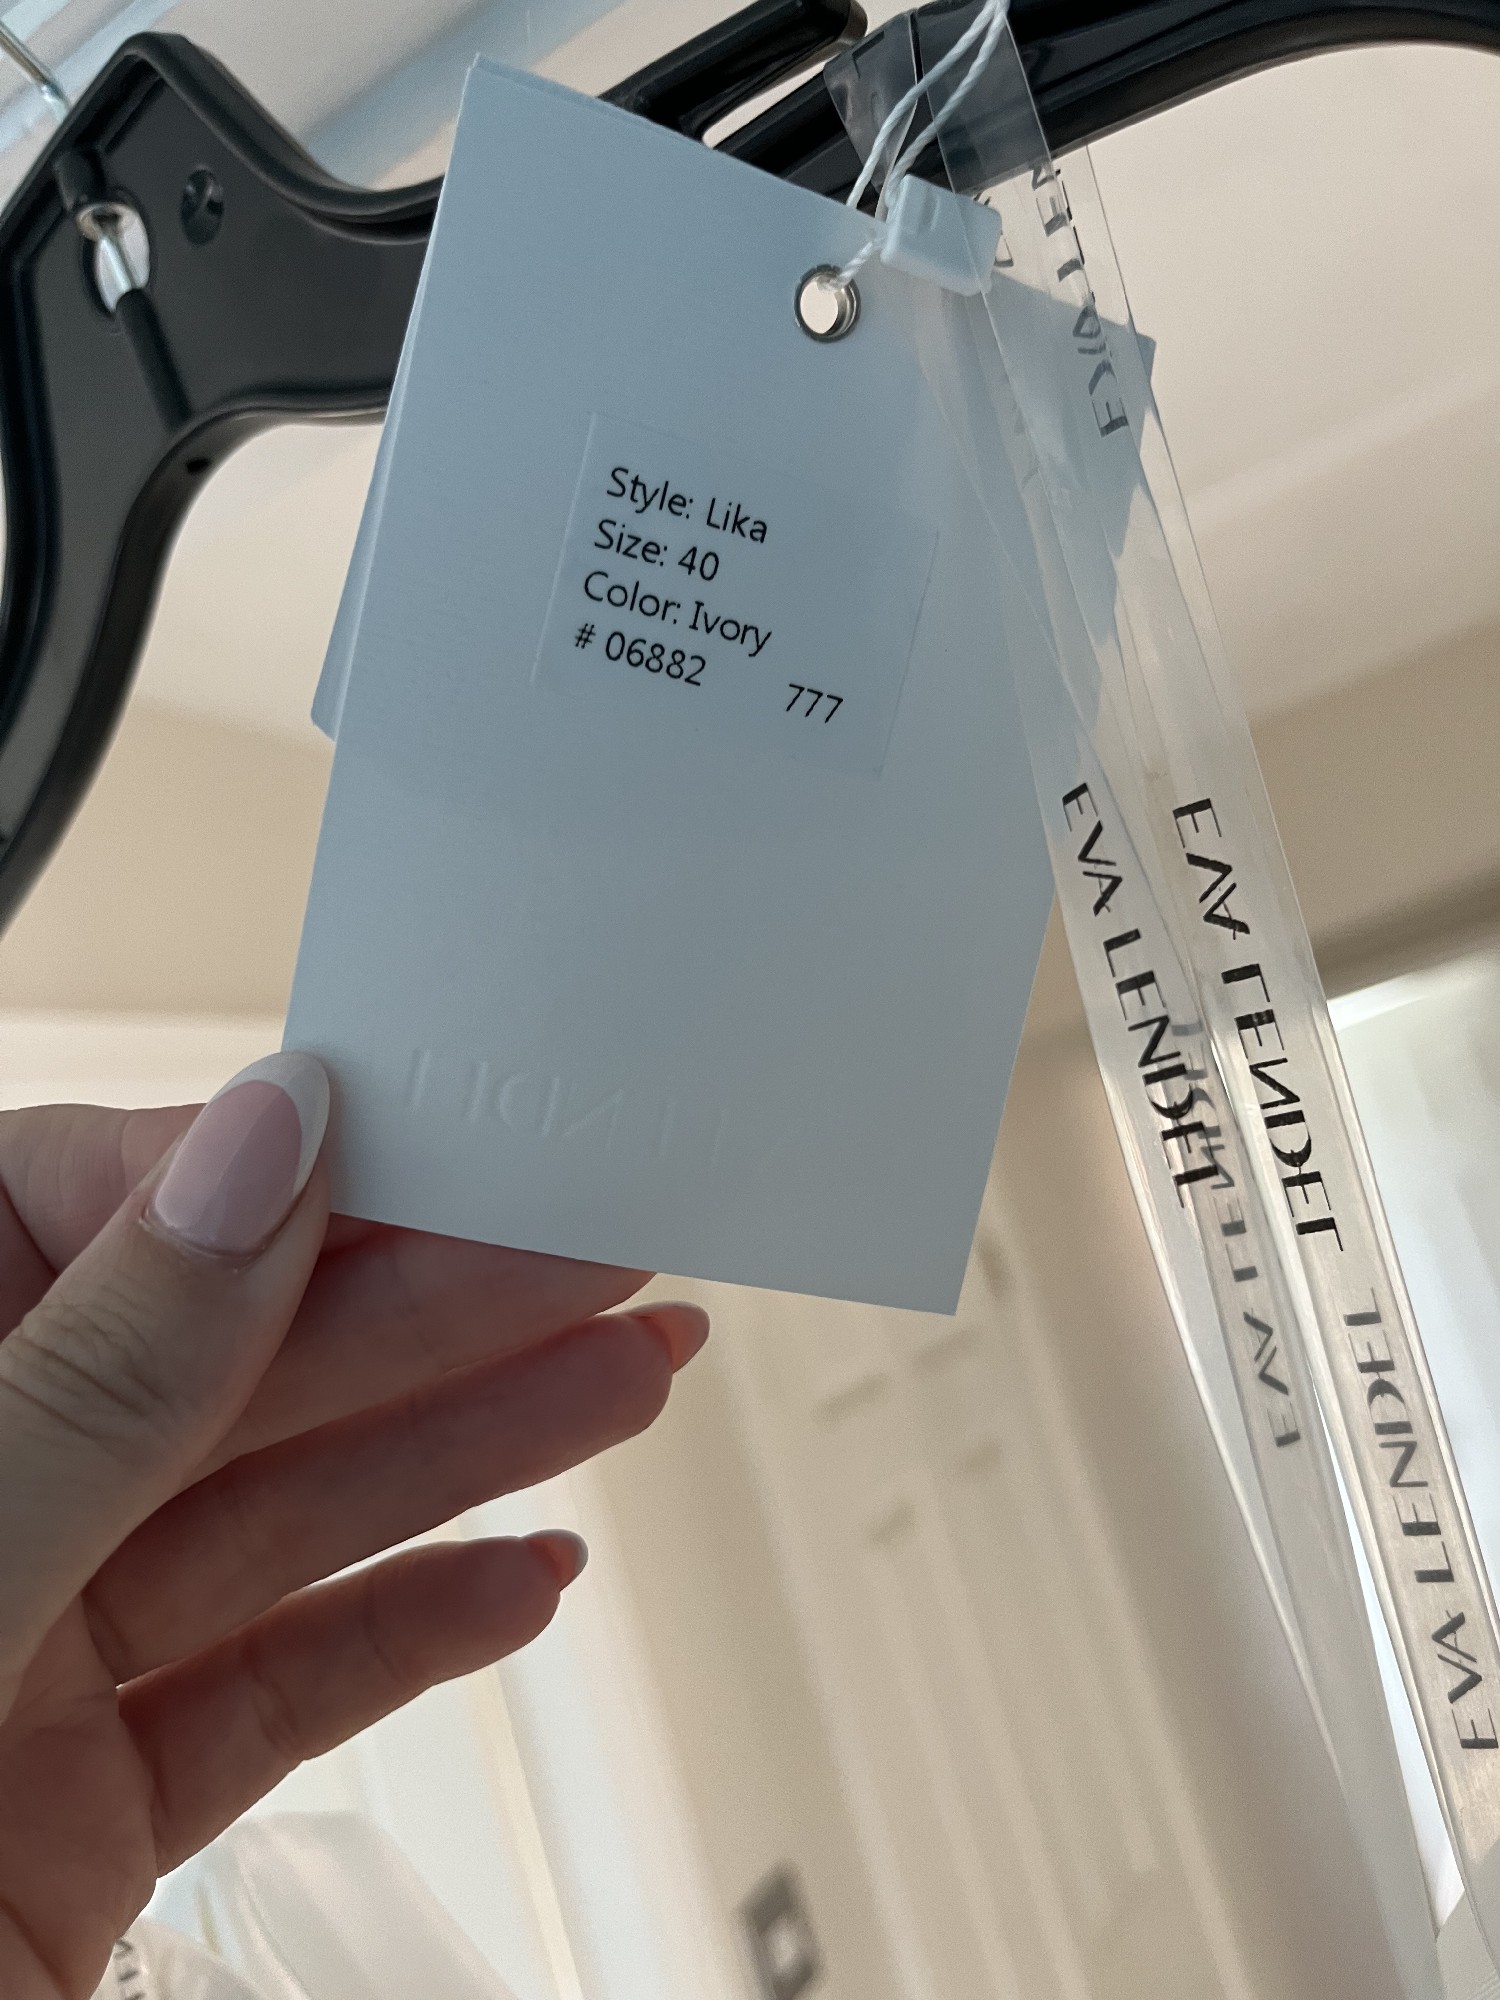 Style: Lika
Size: 40
Color: Ivory
# 06882 777
EVA LENDEL
EVA LENDEL
EVA LENDEL
EVA LENDEL